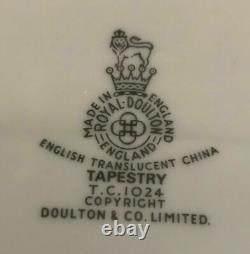 MADE IN ENGLAND
ROYAL·DOULTON
ENGLAND
ENGLISH TRANSLUCENT CHINA
TAPESTRY
T.C.1024
COPYRIGHT
DOULTON & CO. LIMITED.